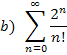 b) ∑_{n=0}^{∞} 2^n / n!